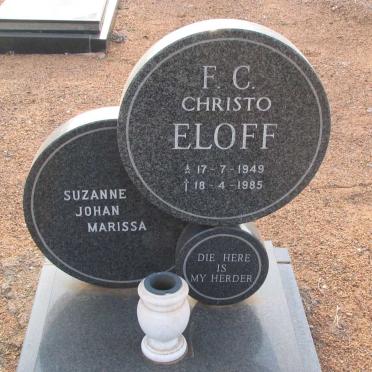 F. C.
CHRISTO
ELOFF
* 17-7-1949
† 18-4-1985
SUZANNE
JOHAN
MARISSA
DIE HERE
IS
MY HERDER